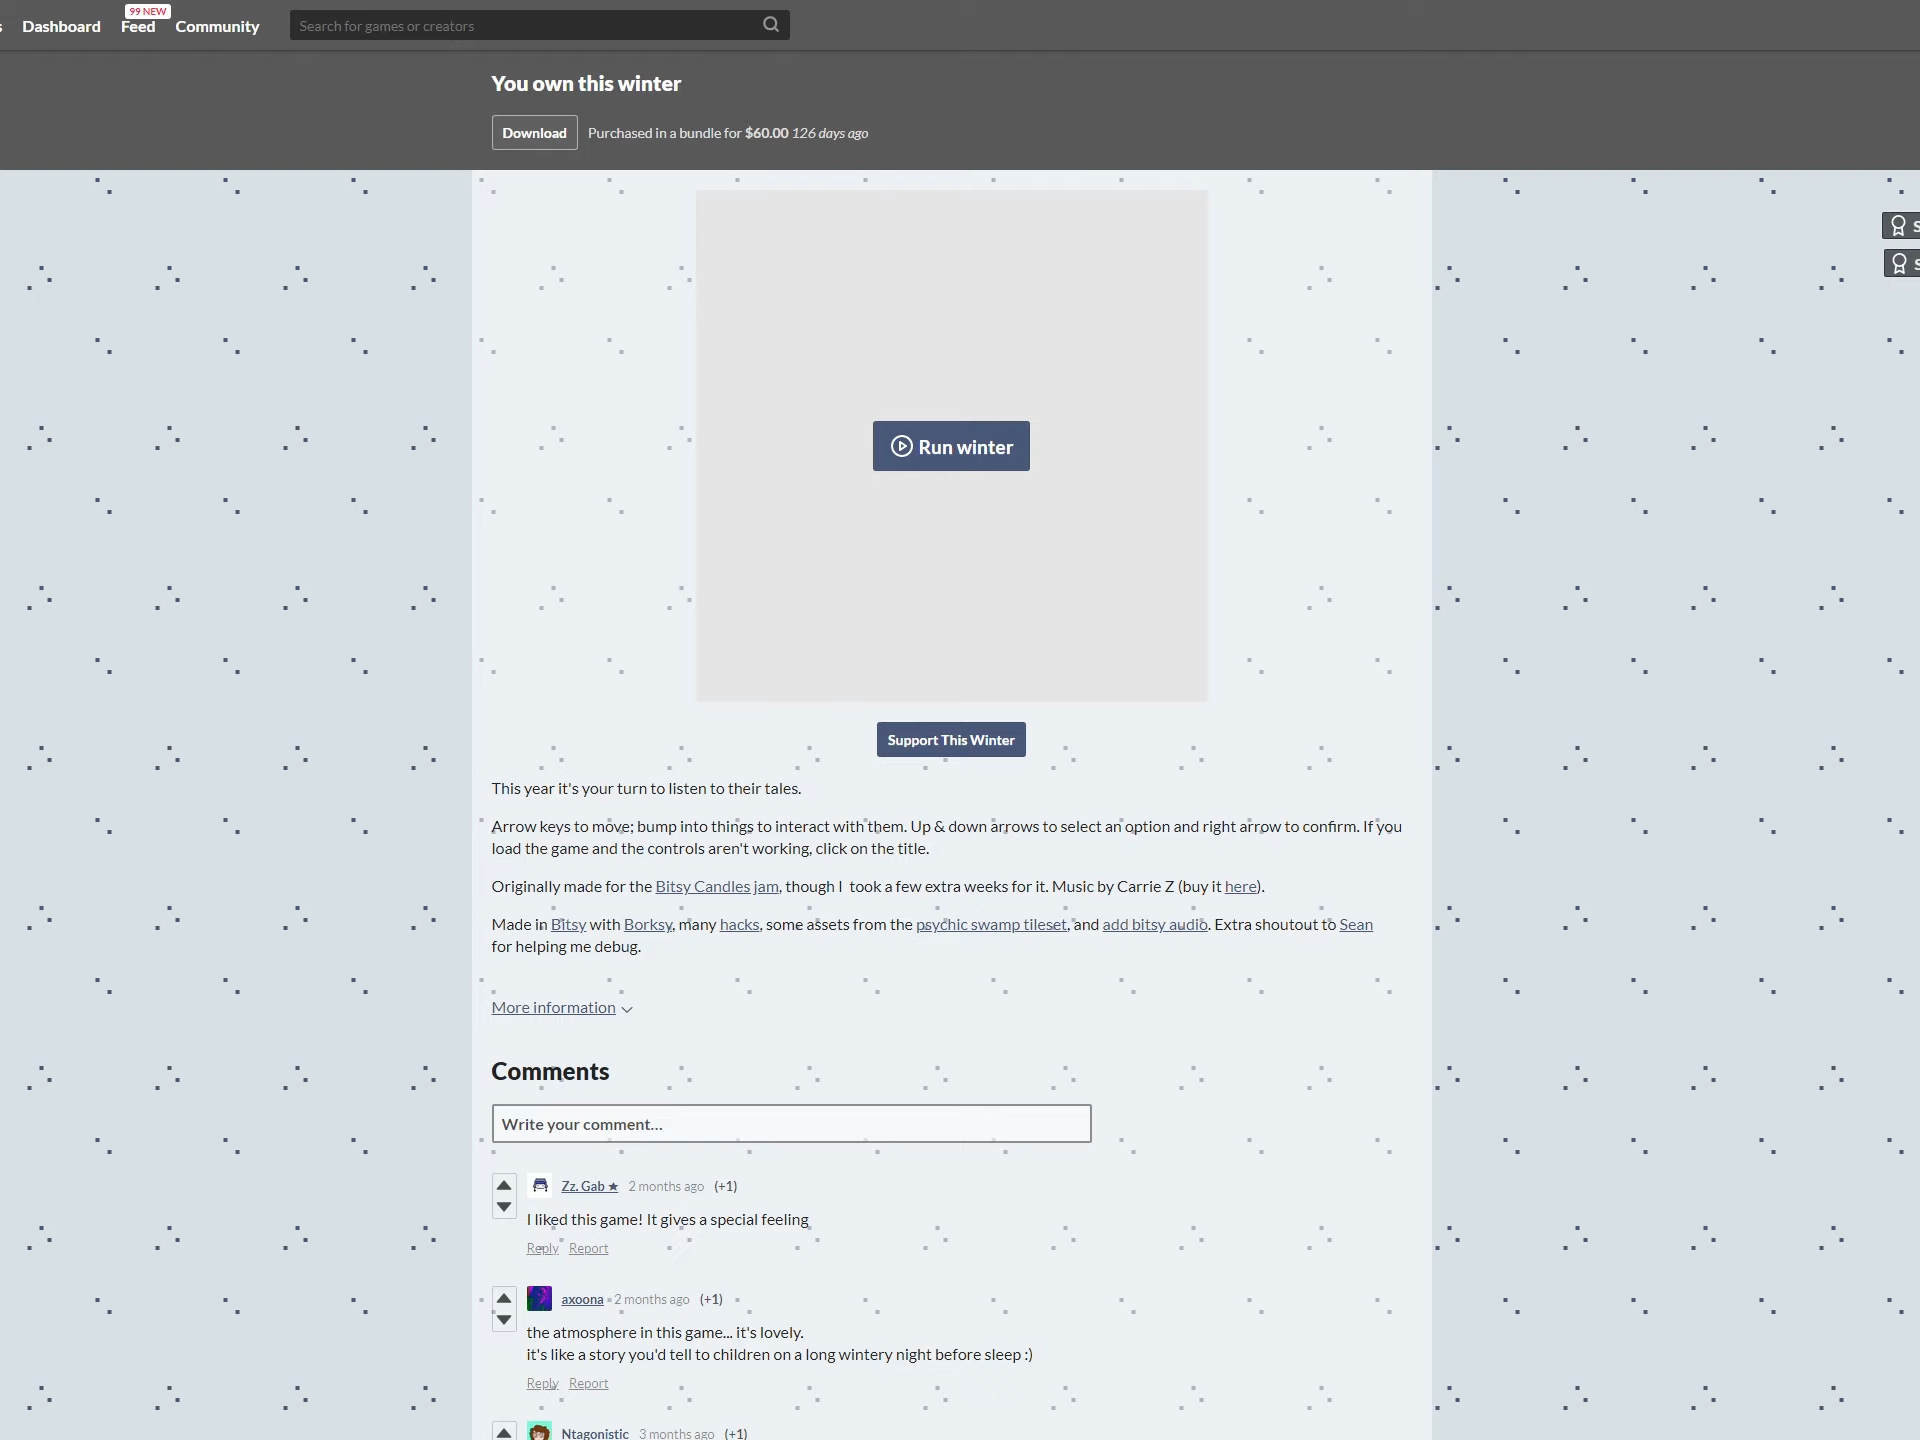 Dashboard
99 NEW
Feed
Community
Search for games or creators
You own this winter
Download
Purchased in a bundle for $60.00 126 days ago
Run winter
Support This Winter
This year it's your turn to listen to their tales.
Arrow keys to move; bump into things to interact with them. Up & down arrows to select an option and right arrow to confirm. If you
load the game and the controls aren't working, click on the title.
Originally made for the Bitsy Candles jam, though I took a few extra weeks for it. Music by Carrie Z (buy it here).
Made in Bitsy with Borksy, many hacks, some assets from the psychic swamp tileset, and add bitsy audio. Extra shoutout to Sean
for helping me debug.
More information
Comments
Write your comment...
Zz. Gab ★ 2 months ago (+1)
I liked this game! It gives a special feeling
Reply Report
axoona 2 months ago (+1)
the atmosphere in this game... it's lovely.
it's like a story you'd tell to children on a long wintery night before sleep :)
Reply Report
Ntagonistic 3 months ago (+1)